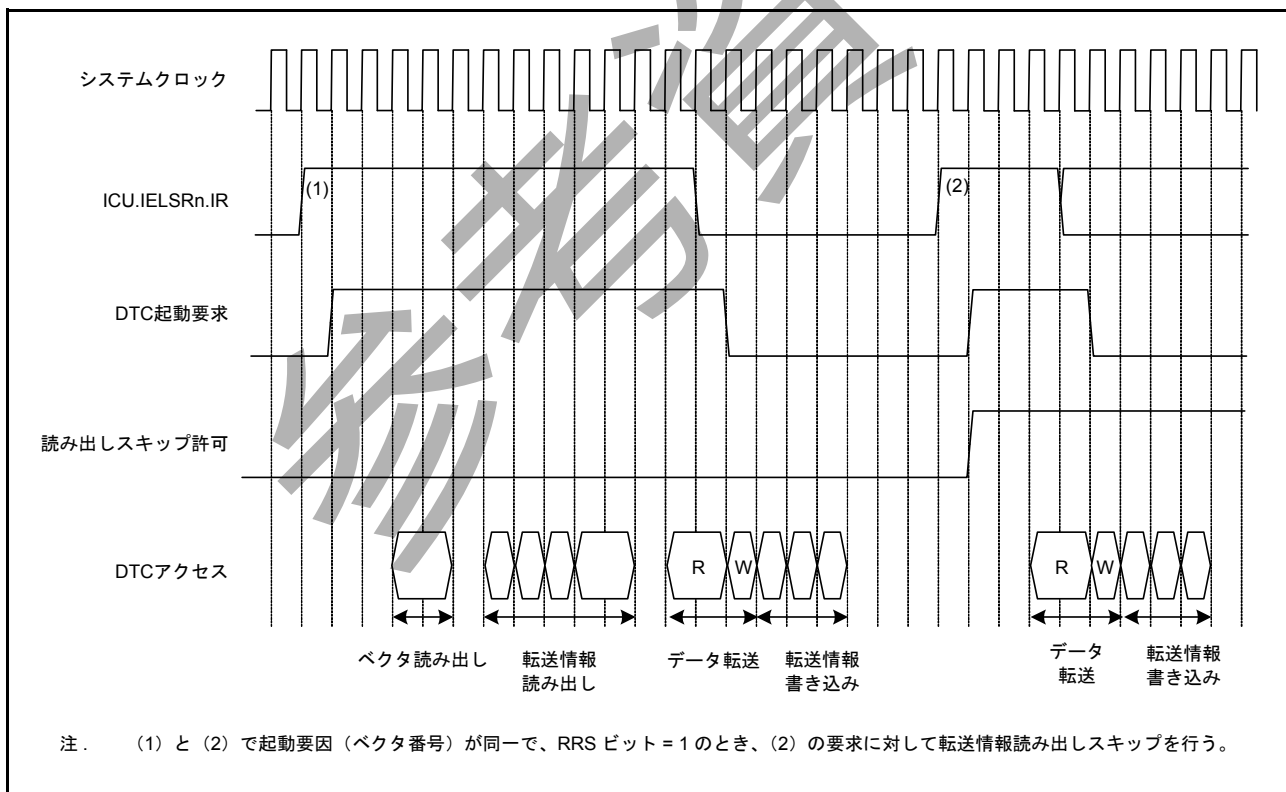 システムクロック
ICU.IELSRn.IR
(1)
(2)
DTC起動要求
読み出しスキップ許可
DTCアクセス
R
W
R
W
ベクタ読み出し
転送情報
読み出し
データ転送
転送情報
書き込み
データ
転送
転送情報
書き込み
注 . （1）と（2）で起動要因（ベクタ番号）が同一で、RRS ビット = 1 のとき、（2）の要求に対して転送情報読み出しスキップを行う。
参考資